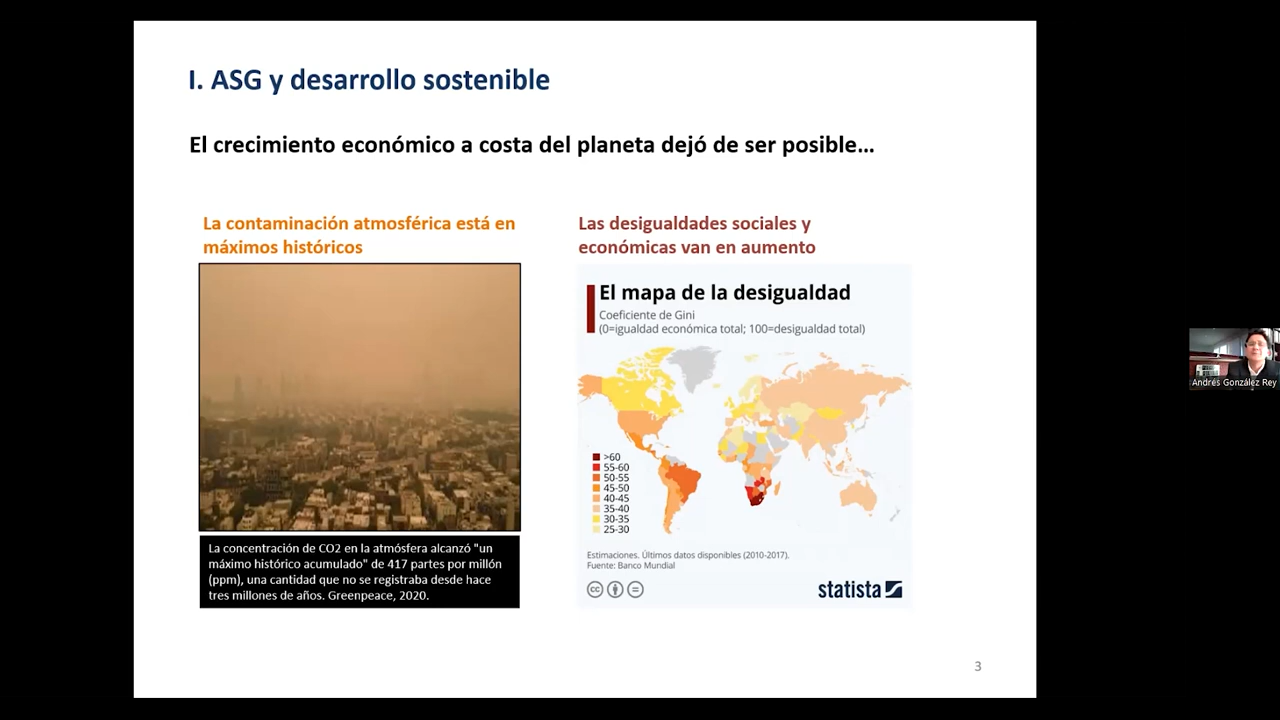 I. ASG y desarrollo sostenible
El crecimiento económico a costa del planeta dejó de ser posible…
La contaminación atmosférica está en
máximos históricos
La concentración de CO2 en la atmósfera alcanzó "un
máximo histórico acumulado" de 417 partes por millón
(ppm), una cantidad que no se registraba desde hace
tres millones de años. Greenpeace, 2020.
Las desigualdades sociales y
económicas van en aumento
El mapa de la desigualdad
Coeficiente de Gini
(0=igualdad económica total; 100=desigualdad total)
>60
55-60
50-55
45-50
40-45
35-40
30-35
25-30
Estimaciones. Últimos datos disponibles (2010-2017).
Fuente: Banco Mundial
cc
statista
3
Andrés González Rey